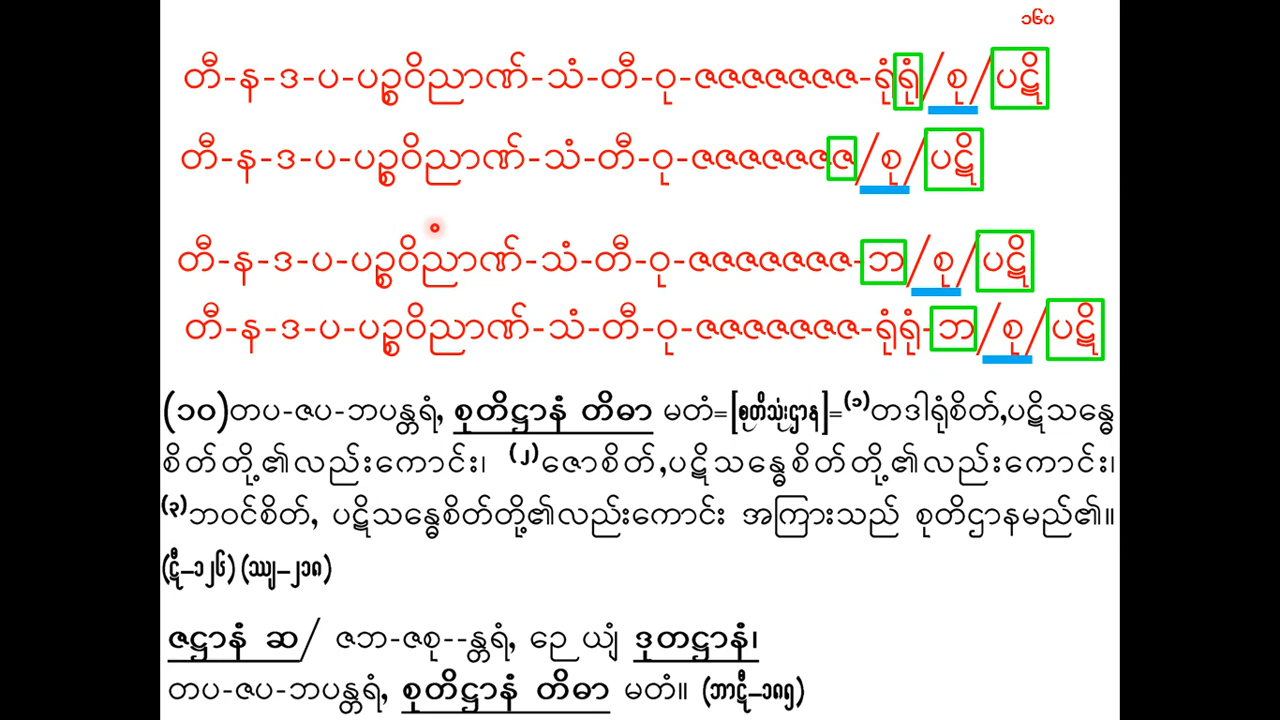 ၁၆၀
တီ-န-ဒ-ပ-ပဉ္စဝိညာဏ်-သံ-တီ-ဝု-ဇဇဇဇဇဇဇ-ရုံရုံ/စု/ပဋိ
တီ-န-ဒ-ပ-ပဉ္စဝိညာဏ်-သံ-တီ-ဝု-ဇဇဇဇဇဇဇ/စု/ပဋိ
တီ-န-ဒ-ပ-ပဉ္စဝိညာဏ်-သံ-တီ-ဝု-ဇဇဇဇဇဇဇ-ဘ/စု/ပဋိ
တီ-န-ဒ-ပ-ပဉ္စဝိညာဏ်-သံ-တီ-ဝု-ဇဇဇဇဇဇဇ-ရုံရုံ-ဘ/စု/ပဋိ
(၁၀)တပ-ဇပ-ဘပန္တရံ, စုတိဋ္ဌာနံ တိဓာ မတံ=[စုတိသုံးဌာန]=(၁)တဒါရုံစိတ်,ပဋိသန္ဓေ
စိတ်တို့၏လည်းကောင်း၊ (၂)ဇောစိတ်,ပဋိသန္ဓေစိတ်တို့၏လည်းကောင်း၊
(၃)ဘဝင်စိတ်, ပဋိသန္ဓေစိတ်တို့၏လည်းကောင်း အကြားသည် စုတိဌာနမည်၏။
(ဋီ–၁၂၆) (ဿျ–၂၁၈)
ဇဋ္ဌာနံ ဆ/ ဇဘ-ဇစု--န္တရံ, ဉေ ယျံ ဒုတဋ္ဌာနံ၊
တပ-ဇပ-ဘပန္တရံ, စုတိဋ္ဌာနံ တိဓာ မတံ။ (ဘာဋီ–၁၈၅)